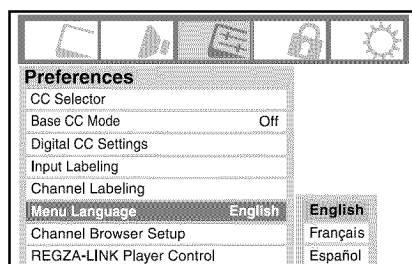 Preferences
CC Selector
Base CC Mode Off
Digital CC Settings
Input Labeling
Channel Labeling
Menu Language English
Channel Browser Setup
REGZA-LINK Player Control
English
Français
Español